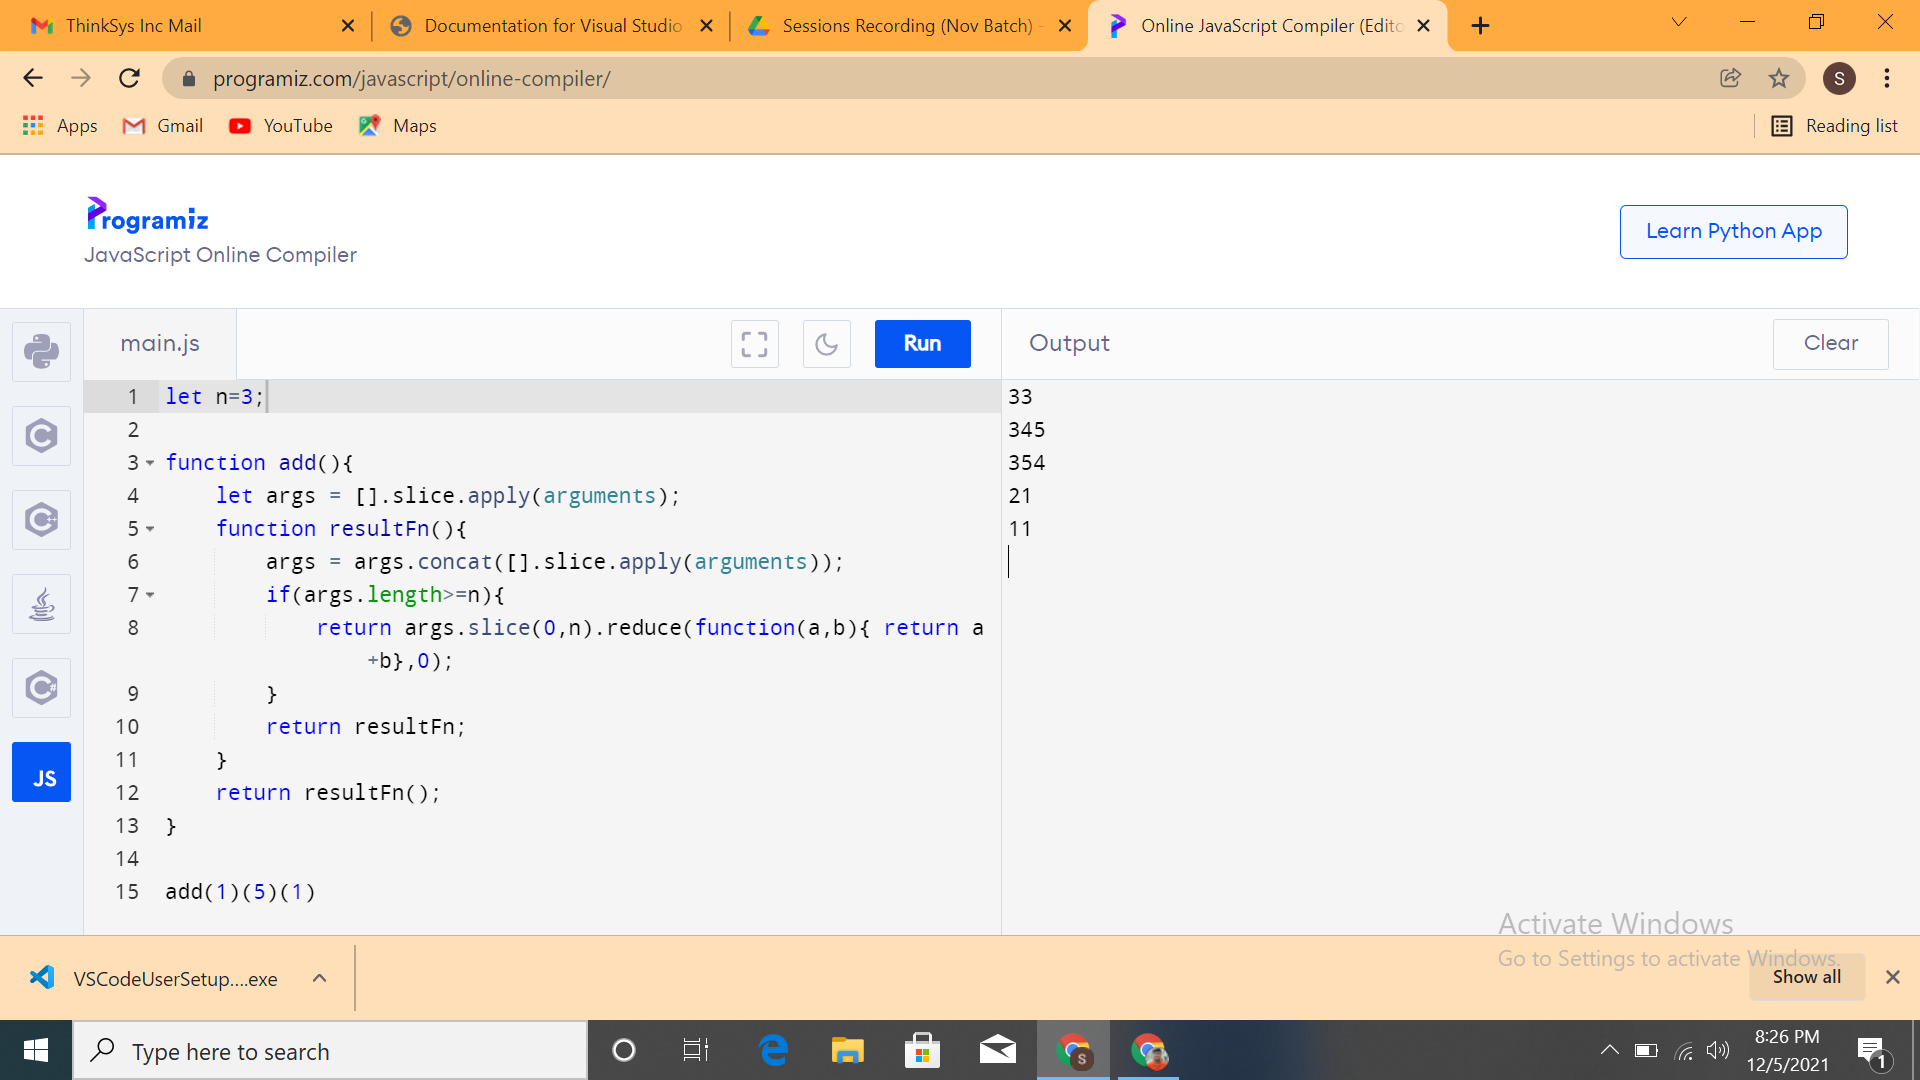 ThinkSys Inc Mail
Documentation for Visual Studio
Sessions Recording (Nov Batch) -
Online JavaScript Compiler (Edito
programiz.com/javascript/online-compiler/
S
Apps
Gmail
YouTube
Maps
Reading list
Programiz
JavaScript Online Compiler
Learn Python App
main.js
Run
Output
Clear
1 let n=3;
2
3 function add(){
4 let args = [].slice.apply(arguments);
5 function resultFn(){
6 args = args.concat([].slice.apply(arguments));
7 if(args.length>=n){
8 return args.slice(0,n).reduce(function(a,b){ return a
+b},0);
9 }
10 return resultFn;
11 }
12 return resultFn();
13 }
14
15 add(1)(5)(1)
33
345
354
21
11
C
C++
C#
JS
Activate Windows
Go to Settings to activate Windows.
VSCodeUserSetup....exe
Show all
Type here to search
S
8:26 PM
12/5/2021
1